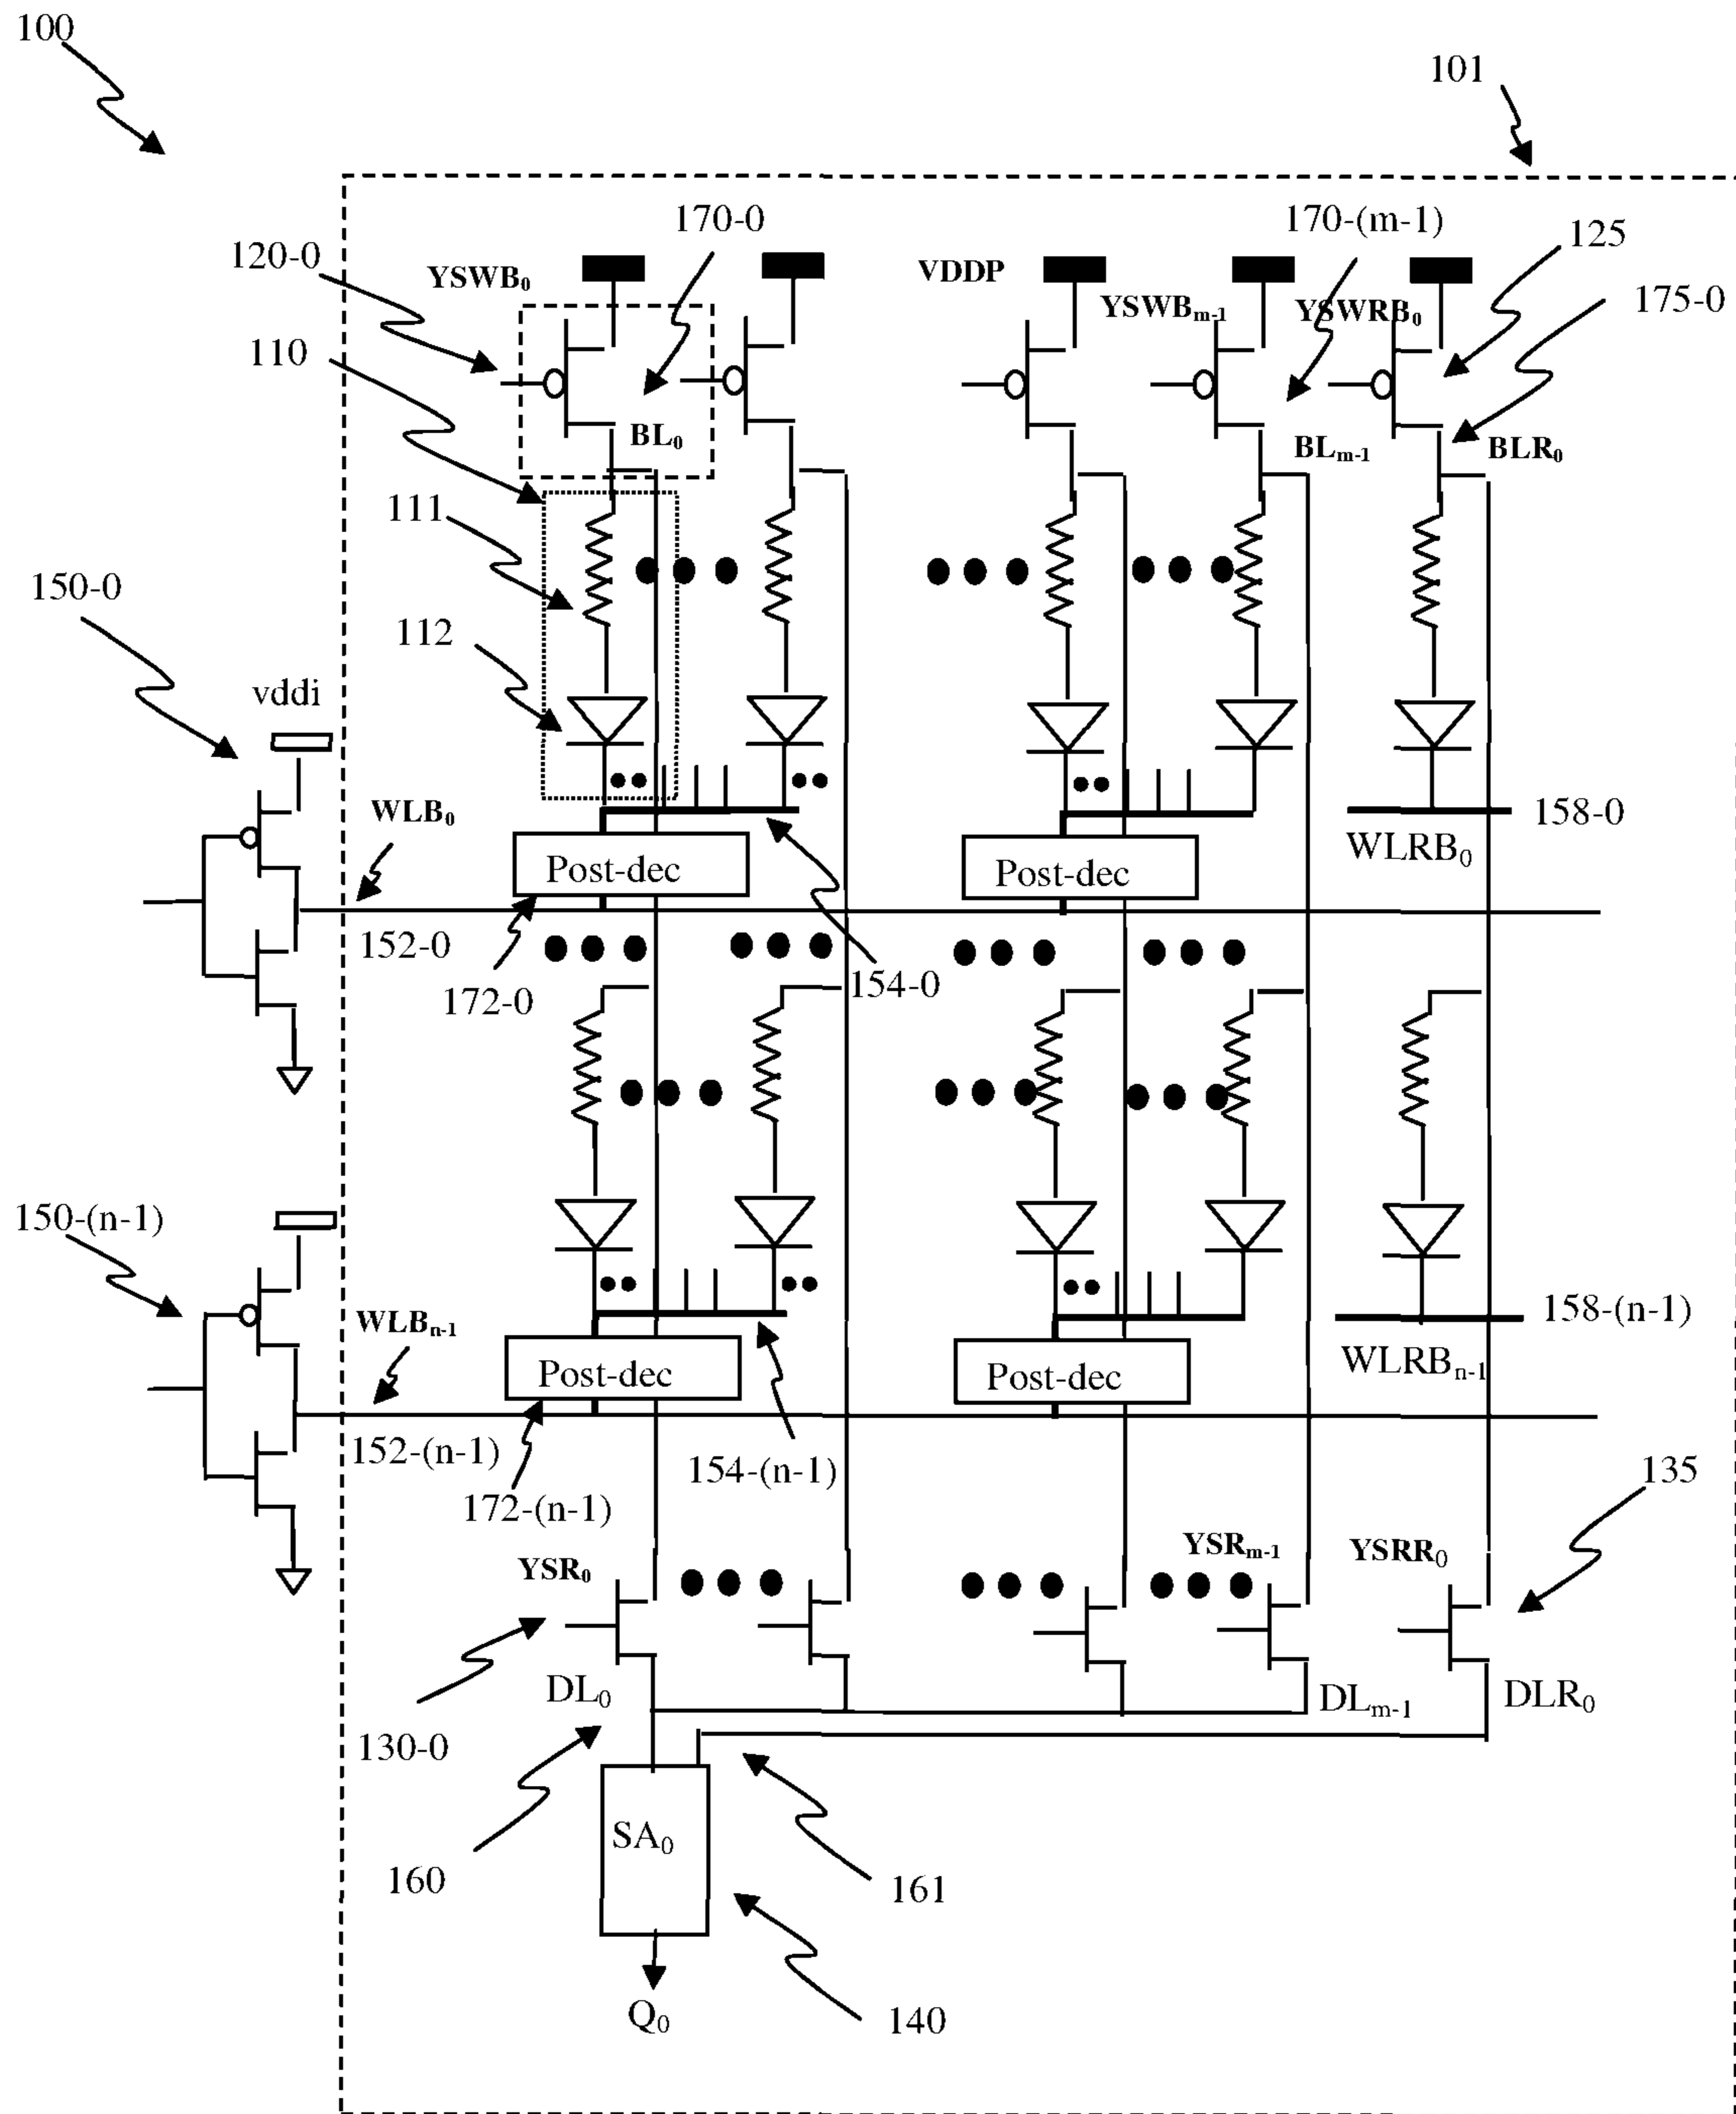 100
101
170-0
170-(m-1)
125
120-0
YSWB₀
VDDP
YSWBₘ₋₁
YSWRB₀
175-0
110
BL₀
BLₘ₋₁
BLR₀
111
150-0
112
vddi
WLB₀
158-0
WLRB₀
Post-dec
Post-dec
152-0
172-0
154-0
150-(n-1)
WLBₙ₋₁
158-(n-1)
WLRBₙ₋₁
Post-dec
Post-dec
152-(n-1)
154-(n-1)
135
172-(n-1)
YSR₀
YSRₘ₋₁
YSRR₀
DL₀
DLₘ₋₁
DLR₀
130-0
SA₀
160
161
Q₀
140